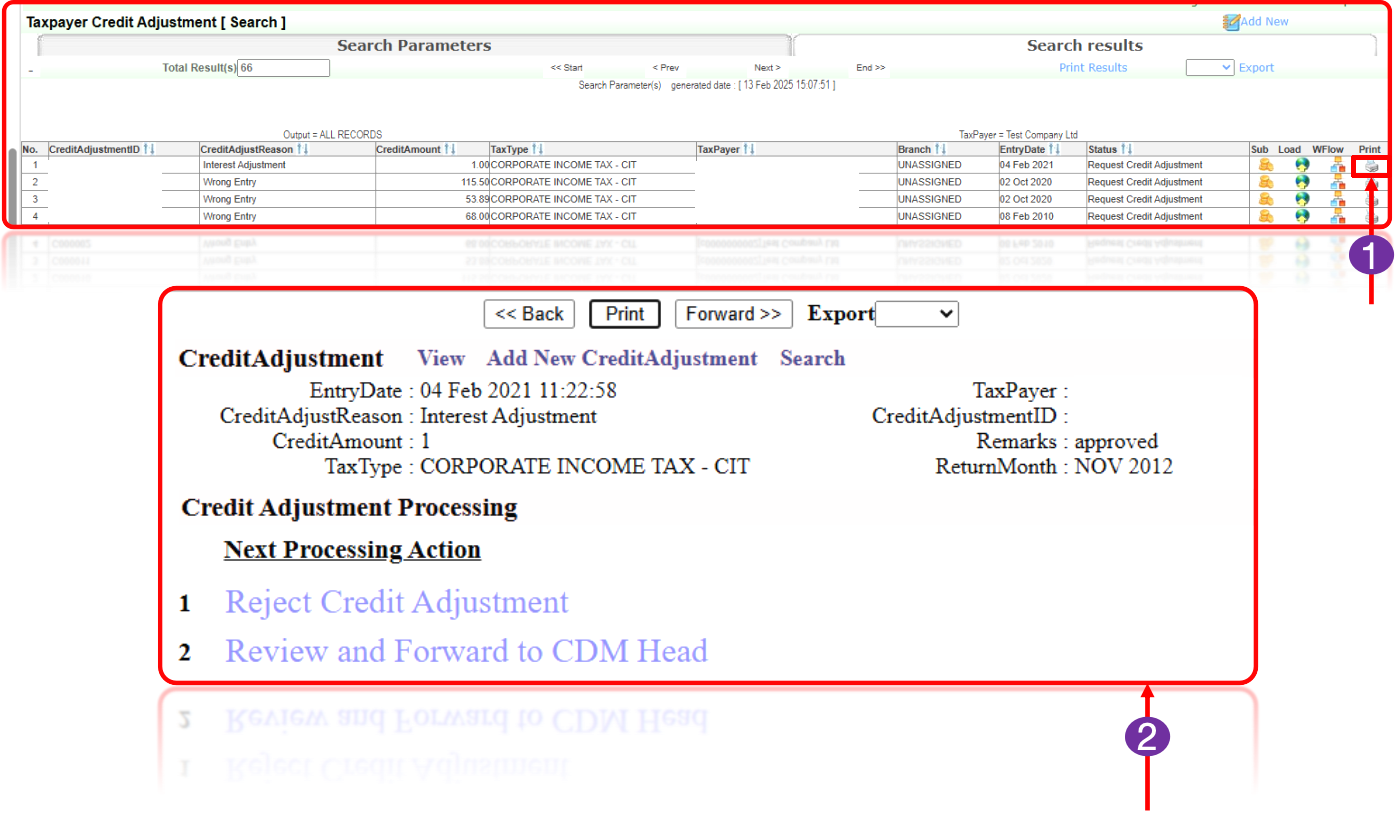 Taxpayer Credit Adjustment [ Search ]
Add New
Search Parameters
Search results
- Total Result(s) 66 << Start < Prev Next > End >> Print Results Export
Search Parameter(s) generated date : [ 13 Feb 2025 15:07:51 ]
Output = ALL RECORDS TaxPayer = Test Company Ltd
No. CreditAdjustmentID CreditAdjustReason CreditAmount TaxType TaxPayer Branch EntryDate Status Sub Load WFlow Print
1 Interest Adjustment 1.00 CORPORATE INCOME TAX - CIT UNASSIGNED 04 Feb 2021 Request Credit Adjustment
2 Wrong Entry 115.50 CORPORATE INCOME TAX - CIT UNASSIGNED 02 Oct 2020 Request Credit Adjustment
3 Wrong Entry 53.89 CORPORATE INCOME TAX - CIT UNASSIGNED 02 Oct 2020 Request Credit Adjustment
4 Wrong Entry 68.00 CORPORATE INCOME TAX - CIT UNASSIGNED 08 Feb 2010 Request Credit Adjustment
1
<< Back Print Forward >> Export
CreditAdjustment View Add New CreditAdjustment Search
EntryDate : 04 Feb 2021 11:22:58 TaxPayer :
CreditAdjustReason : Interest Adjustment CreditAdjustmentID :
CreditAmount : 1 Remarks : approved
TaxType : CORPORATE INCOME TAX - CIT ReturnMonth : NOV 2012
Credit Adjustment Processing
Next Processing Action
1 Reject Credit Adjustment
2 Review and Forward to CDM Head
2